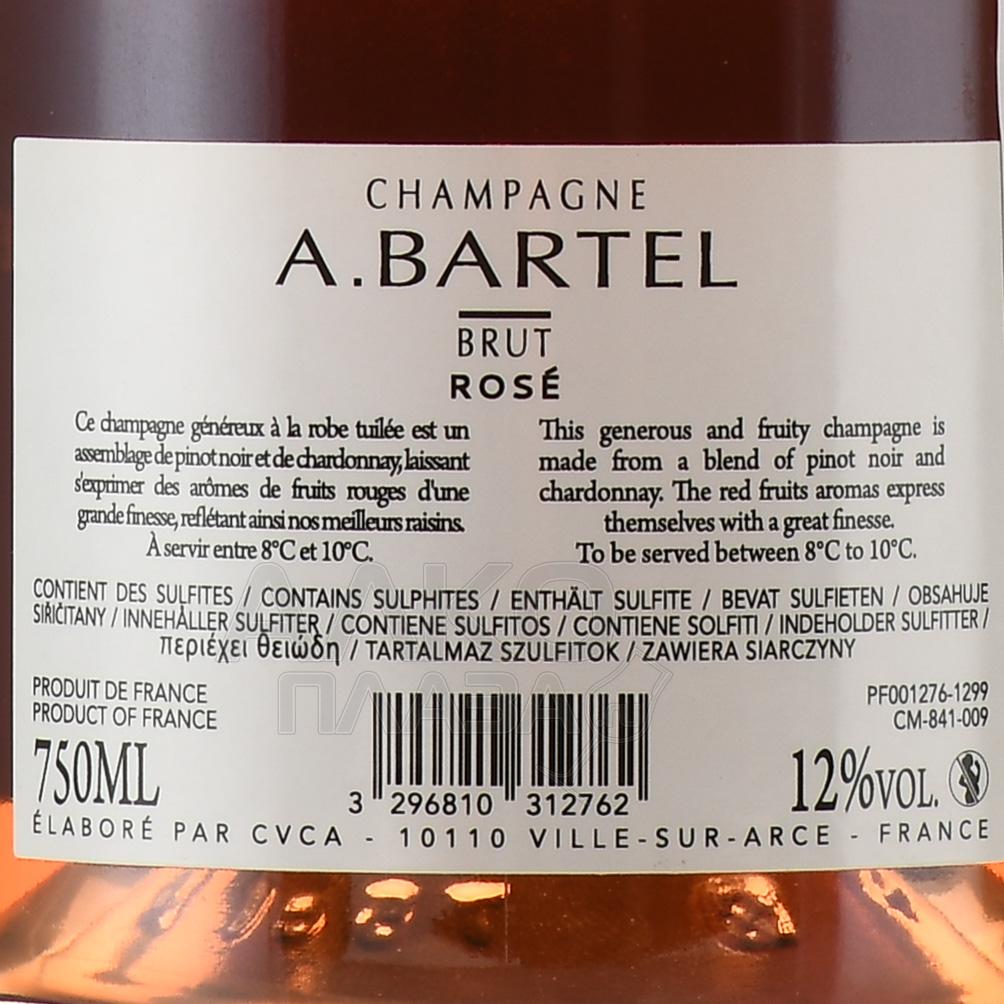 CHAMPAGNE
A.BARTEL
BRUT
ROSÉ
Ce champagne généreux à la robe tuilée est un
assemblage de pinot noir et de chardonnay, laissant
s'exprimer des arômes de fruits rouges d'une
grande finesse, reflétant ainsi nos meilleurs raisins.
À servir entre 8°C et 10°C.
This generous and fruity champagne is
made from a blend of pinot noir and
chardonnay. The red fruits aromas express
themselves with a great finesse.
To be served between 8°C to 10°C.
CONTIENT DES SULFITES / CONTAINS SULPHITES / ENTHÄLT SULFITE / BEVAT SULFIETEN / OBSAHUJE
SIŘIČITANY / INNEHÅLLER SULFITER / CONTIENE SULFITOS / CONTIENE SOLFITI / INDEHOLDER SULFITTER /
περιέχει θειώδη / TARTALMAZ SZULFITOK / ZAWIERA SIARCZYNY
АЛКО
ПЛАЗА
PRODUIT DE FRANCE
PRODUCT OF FRANCE
PF001276-1299
CM-841-009
750ML
3 296810 312762
12%VOL.
ÉLABORÉ PAR CVCA - 10110 VILLE-SUR-ARCE - FRANCE